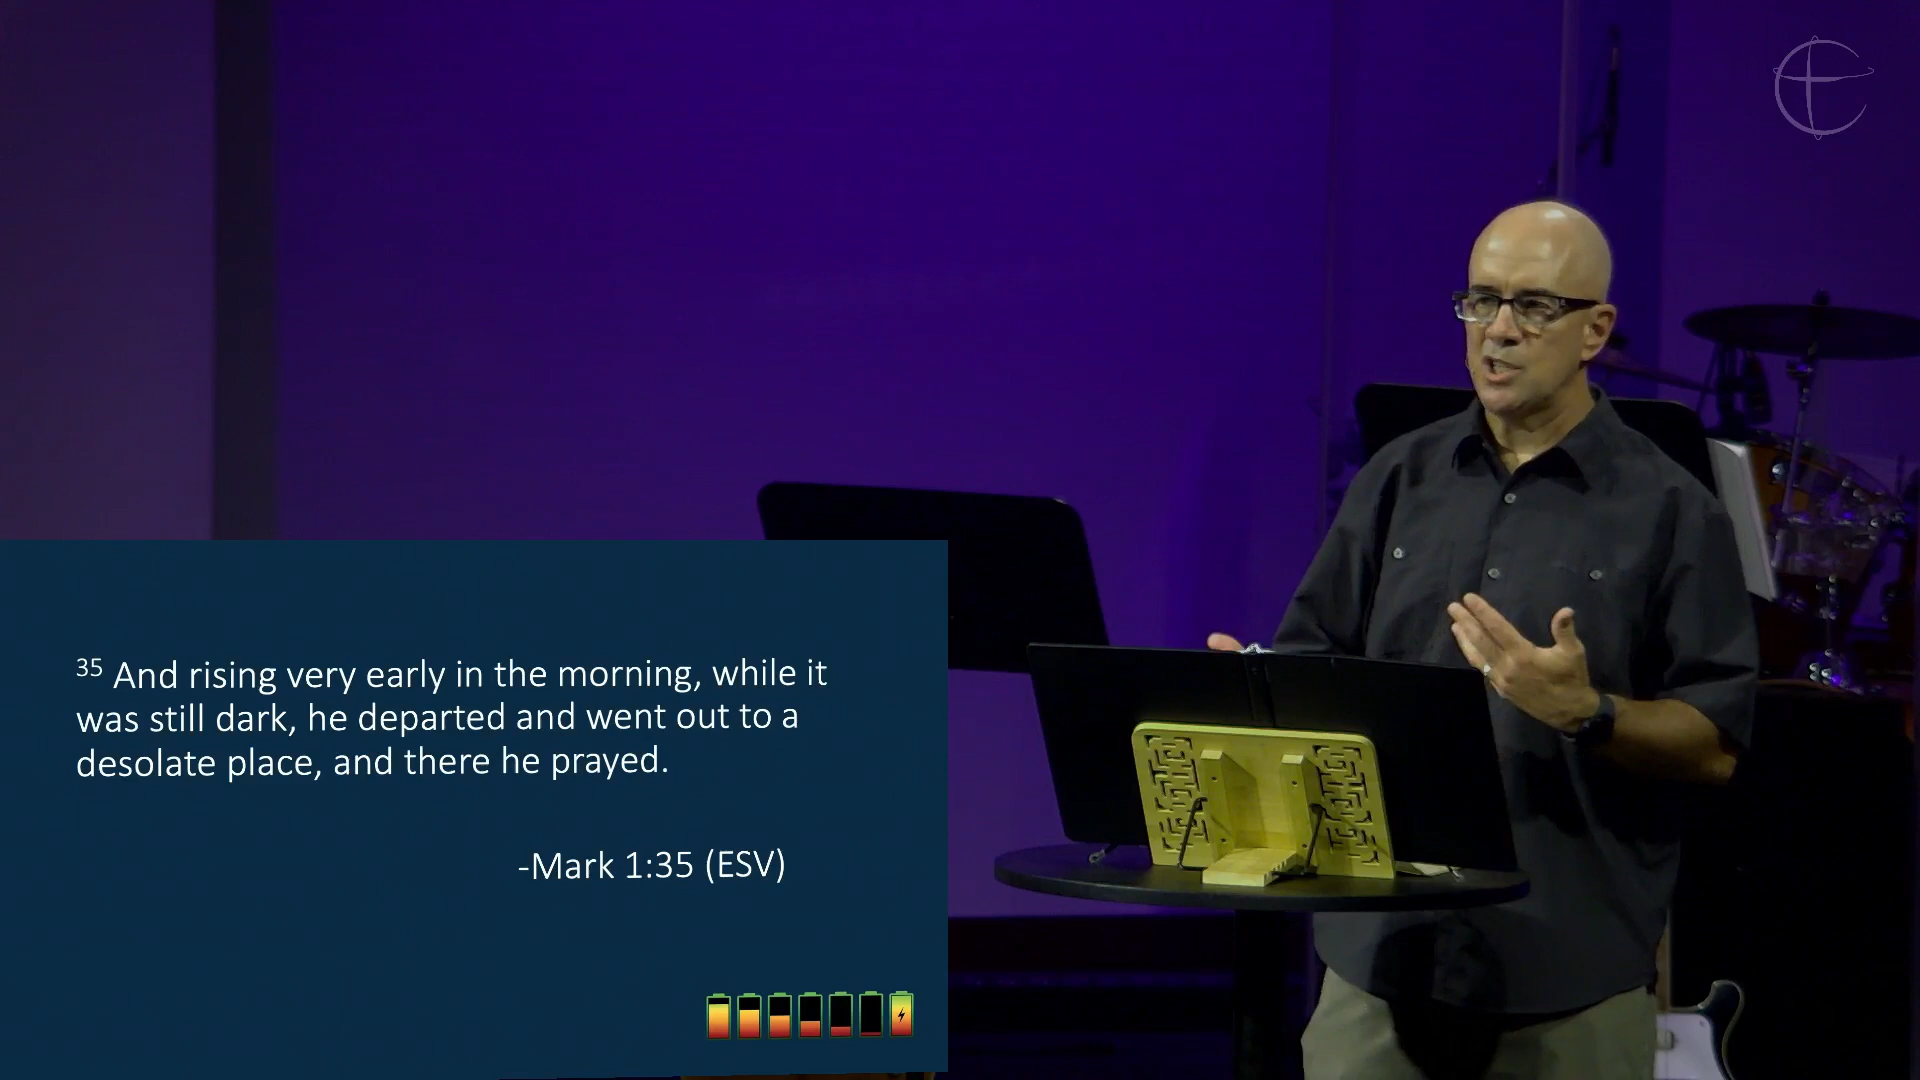 35 And rising very early in the morning, while it
was still dark, he departed and went out to a
desolate place, and there he prayed.
-Mark 1:35 (ESV)